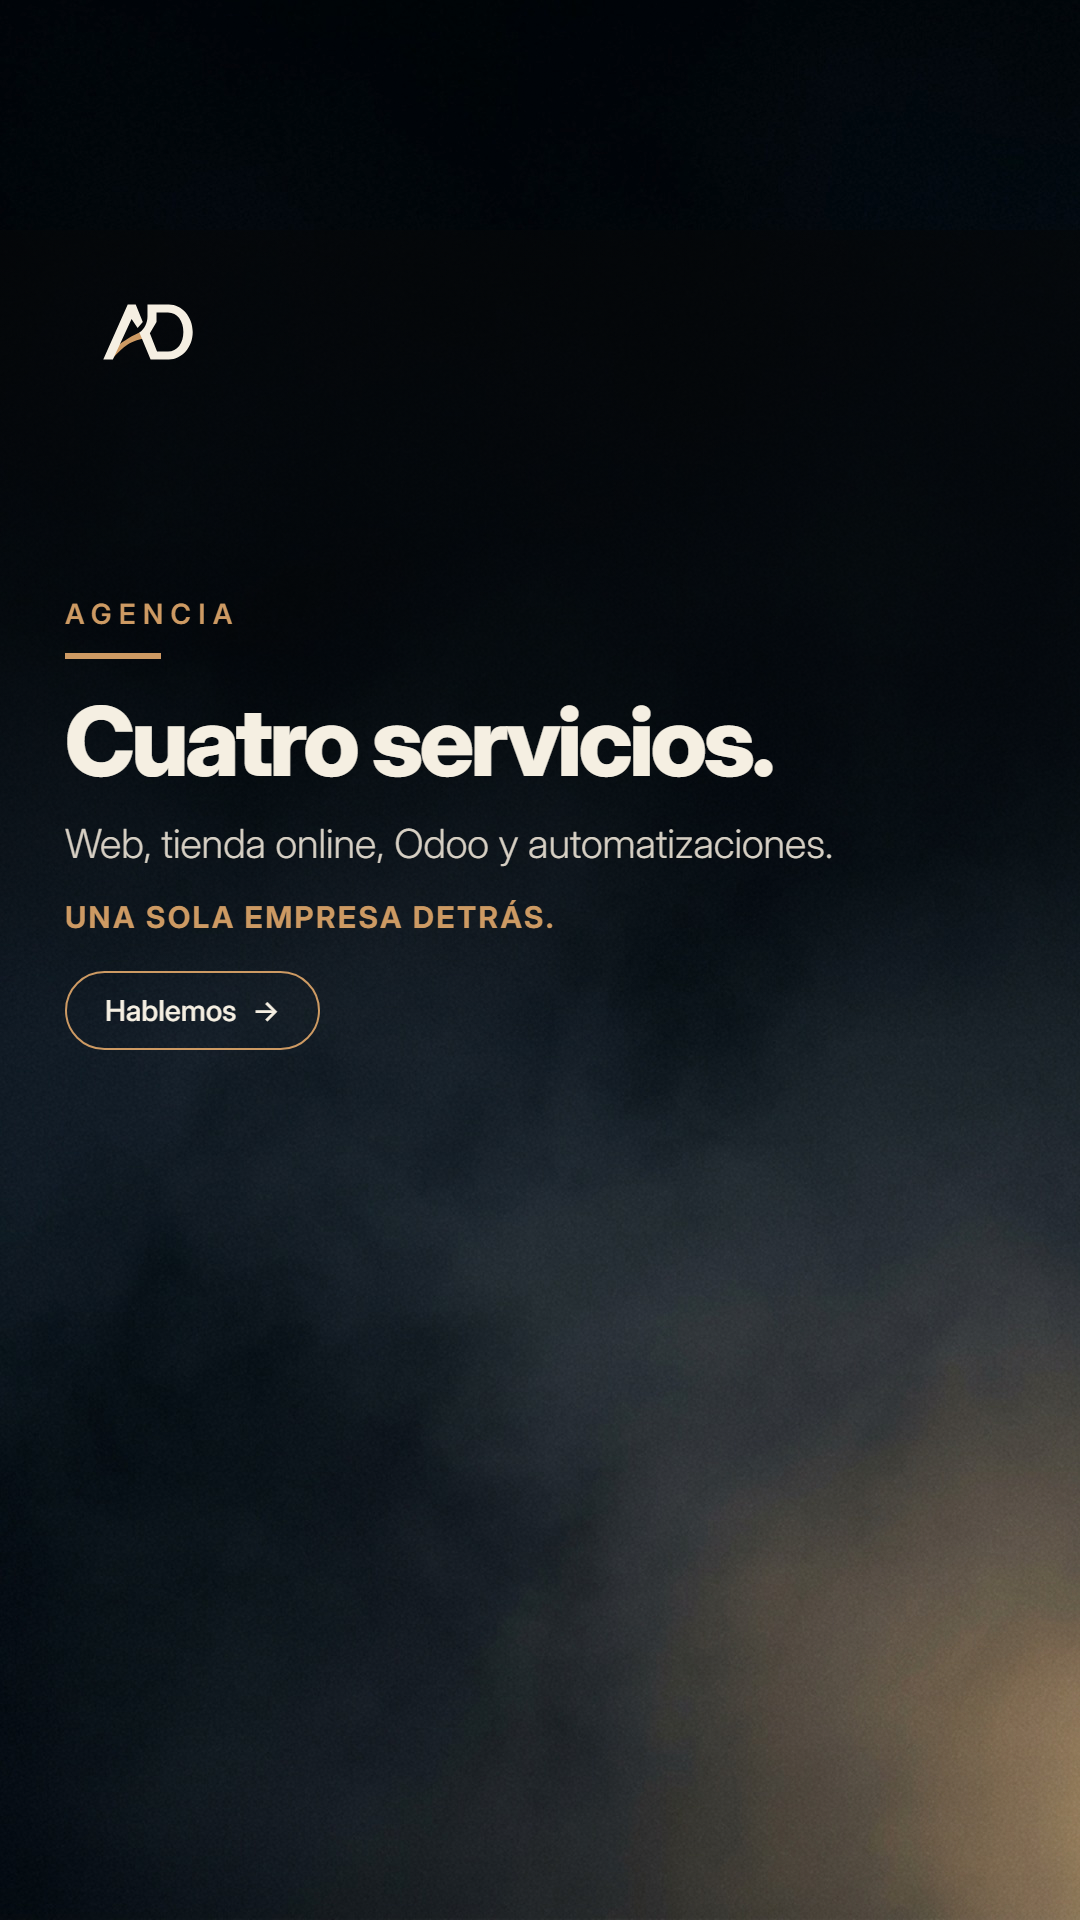 AD
AGENCIA
Cuatro servicios.
Web, tienda online, Odoo y automatizaciones.
UNA SOLA EMPRESA DETRÁS.
Hablemos →